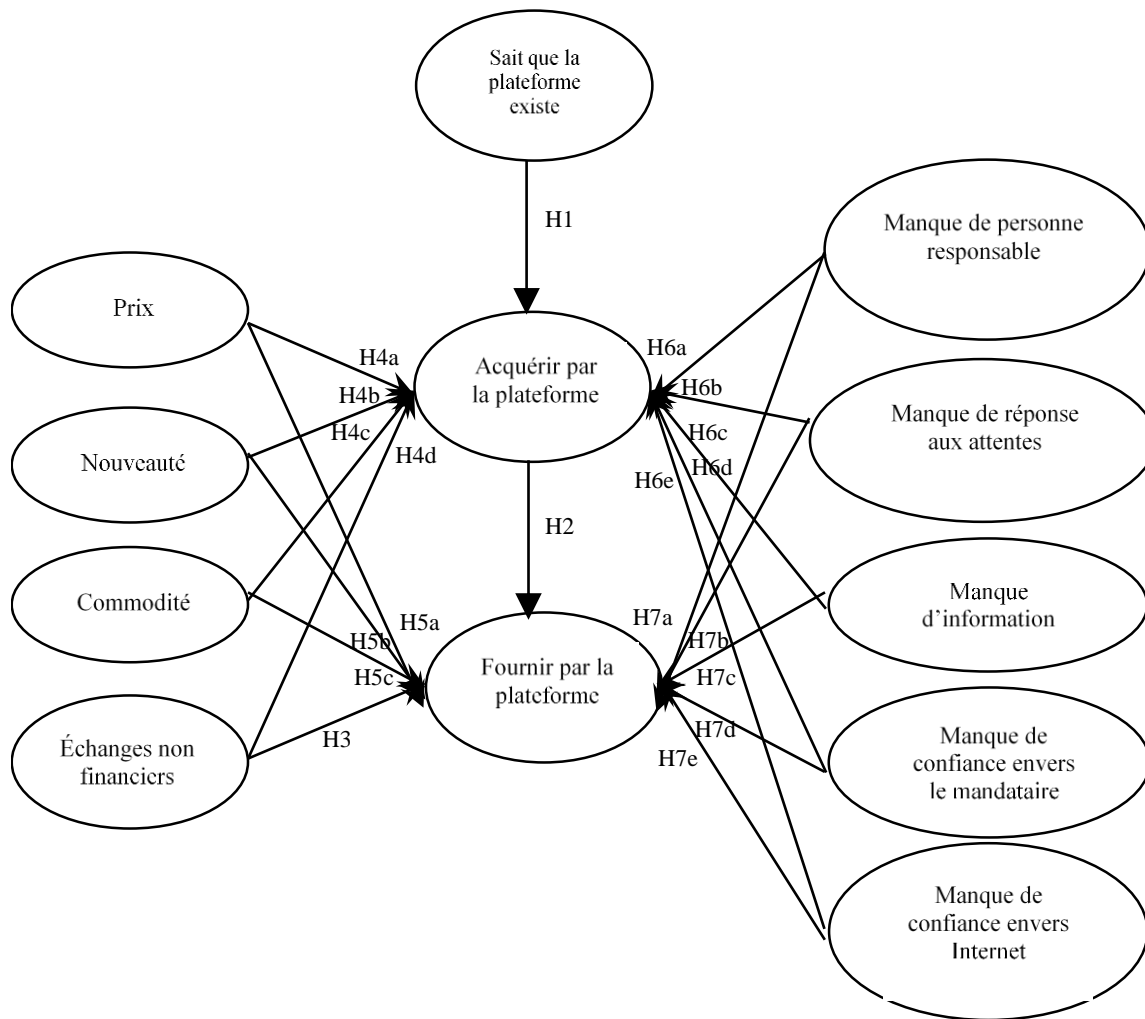 Sait que la
plateforme
existe
H1
Manque de personne
responsable
Prix
H4a
H4b
H4c
H4d
Acquérir par
la plateforme
H6a
H6b
H6c
H6d
H6e
Manque de réponse
aux attentes
Nouveauté
H2
Commodité
Manque
d’information
H5a
H5b
H5c
H3
Fournir par la
plateforme
H7a
H7b
H7c
H7d
H7e
Échanges non
financiers
Manque de
confiance envers
le mandataire
Manque de
confiance envers
Internet